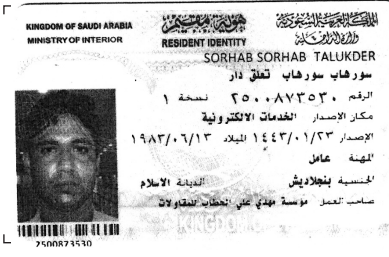 KINGDOM OF SAUDI ARABIA
MINISTRY OF INTERIOR
هوية مقيم
RESIDENT IDENTITY
المملكة العربية السعودية
وزارة الداخلية
SORHAB SORHAB TALUKDER
سورهاب سورهاب تعلق دار
الرقم ٢٥٠٠٨٧٣٥٣٠ نسخة ١
مكان الإصدار الخدمات الالكترونية
الإصدار ١٤٤٣/٠١/٢٣ الميلاد ١٩٨٣/٠٦/١٣
المهنة عامل
الجنسية بنجلاديش الديانة الاسلام
صاحب العمل مؤسسة مهدي علي الحطاب للمقاولات
KINGDOM OF
2500873530